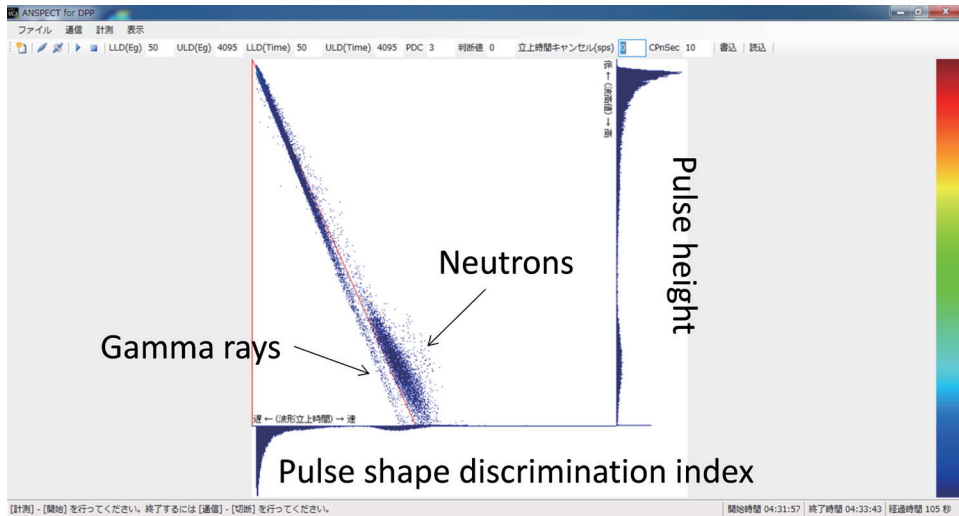 ANSPECT for DPP
ファイル 通信 計測 表示
LLD(Eg) 50 ULD(Eg) 4095 LLD(Time) 50 ULD(Time) 4095 PDC 3 判断値 0 立上時間キャンセル(sps) 0 CPnSec 10 書込 読込
低 ← (波高値) → 高
Pulse height
Neutrons
Gamma rays
遅 ← (波形立上時間) → 速
Pulse shape discrimination index
[計測] - [開始] を行ってください。終了するには [通信] - [切断] を行ってください。 開始時間 04:31:57 終了時間 04:33:43 経過時間 105 秒